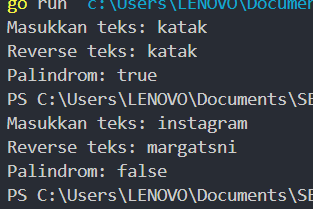 go run "c:\Users\LENOVO\Documen
Masukkan teks: katak
Reverse teks: katak
Palindrom: true
PS C:\Users\LENOVO\Documents\SE
Masukkan teks: instagram
Reverse teks: margatsni
Palindrom: false
PS C:\Users\LENOVO\Documents\SE